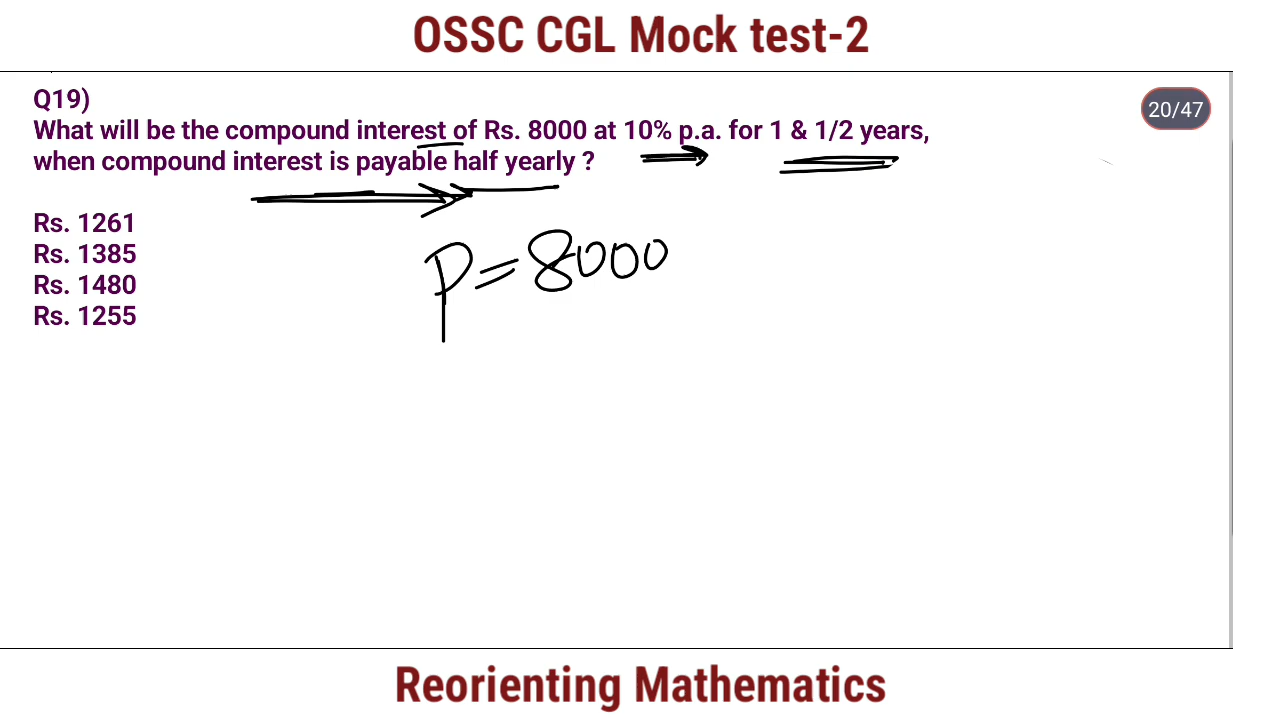 OSSC CGL Mock test-2
Q19)
20/47
What will be the compound interest of Rs. 8000 at 10% p.a. for 1 & 1/2 years,
when compound interest is payable half yearly ?
Rs. 1261
Rs. 1385
Rs. 1480
Rs. 1255
P=8000
Reorienting Mathematics